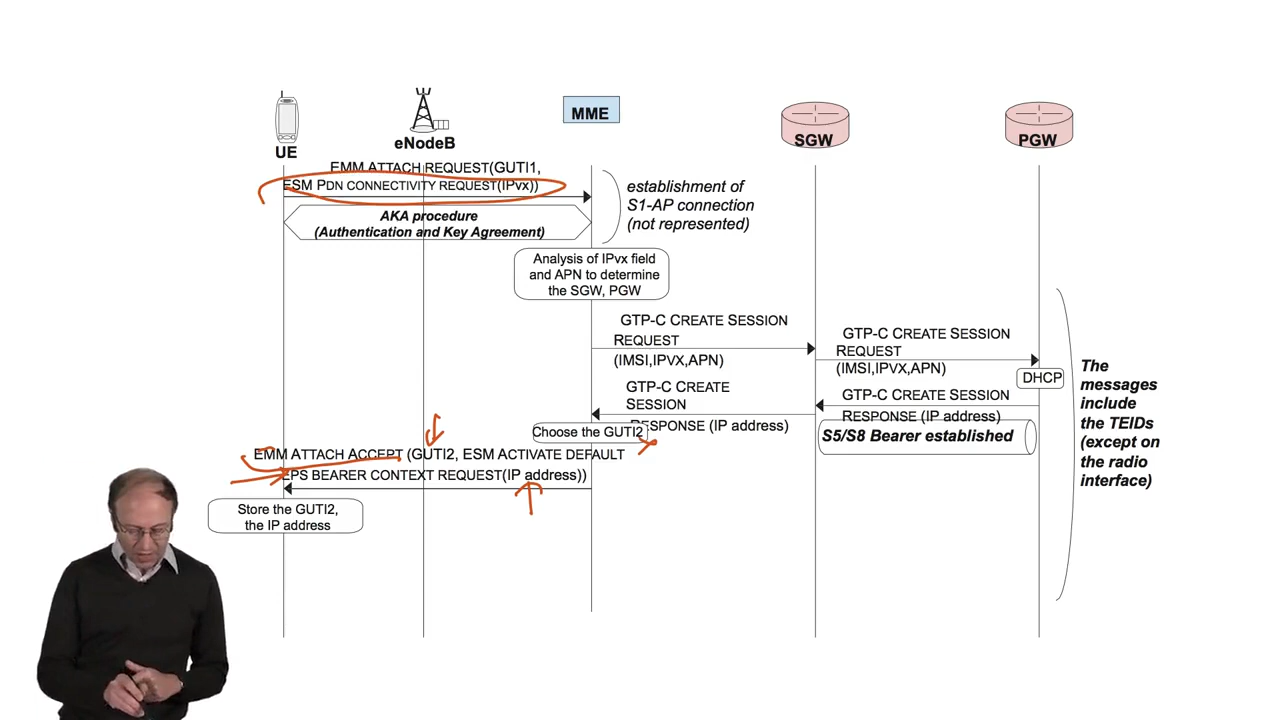 MME
UE
eNodeB
SGW
PGW
EMM ATTACH REQUEST(GUTI1,
ESM PDN CONNECTIVITY REQUEST(IPvx))
establishment of
S1-AP connection
(not represented)
AKA procedure
(Authentication and Key Agreement)
Analysis of IPvx field
and APN to determine
the SGW, PGW
GTP-C CREATE SESSION
REQUEST
(IMSI,IPVX,APN)
GTP-C CREATE SESSION
REQUEST
(IMSI,IPVX,APN)
DHCP
GTP-C CREATE SESSION
RESPONSE (IP address)
GTP-C CREATE
SESSION
RESPONSE (IP address)
S5/S8 Bearer established
The
messages
include
the TEIDs
(except on
the radio
interface)
Choose the GUTI2
EMM ATTACH ACCEPT (GUTI2, ESM ACTIVATE DEFAULT
EPS BEARER CONTEXT REQUEST(IP address))
Store the GUTI2,
the IP address